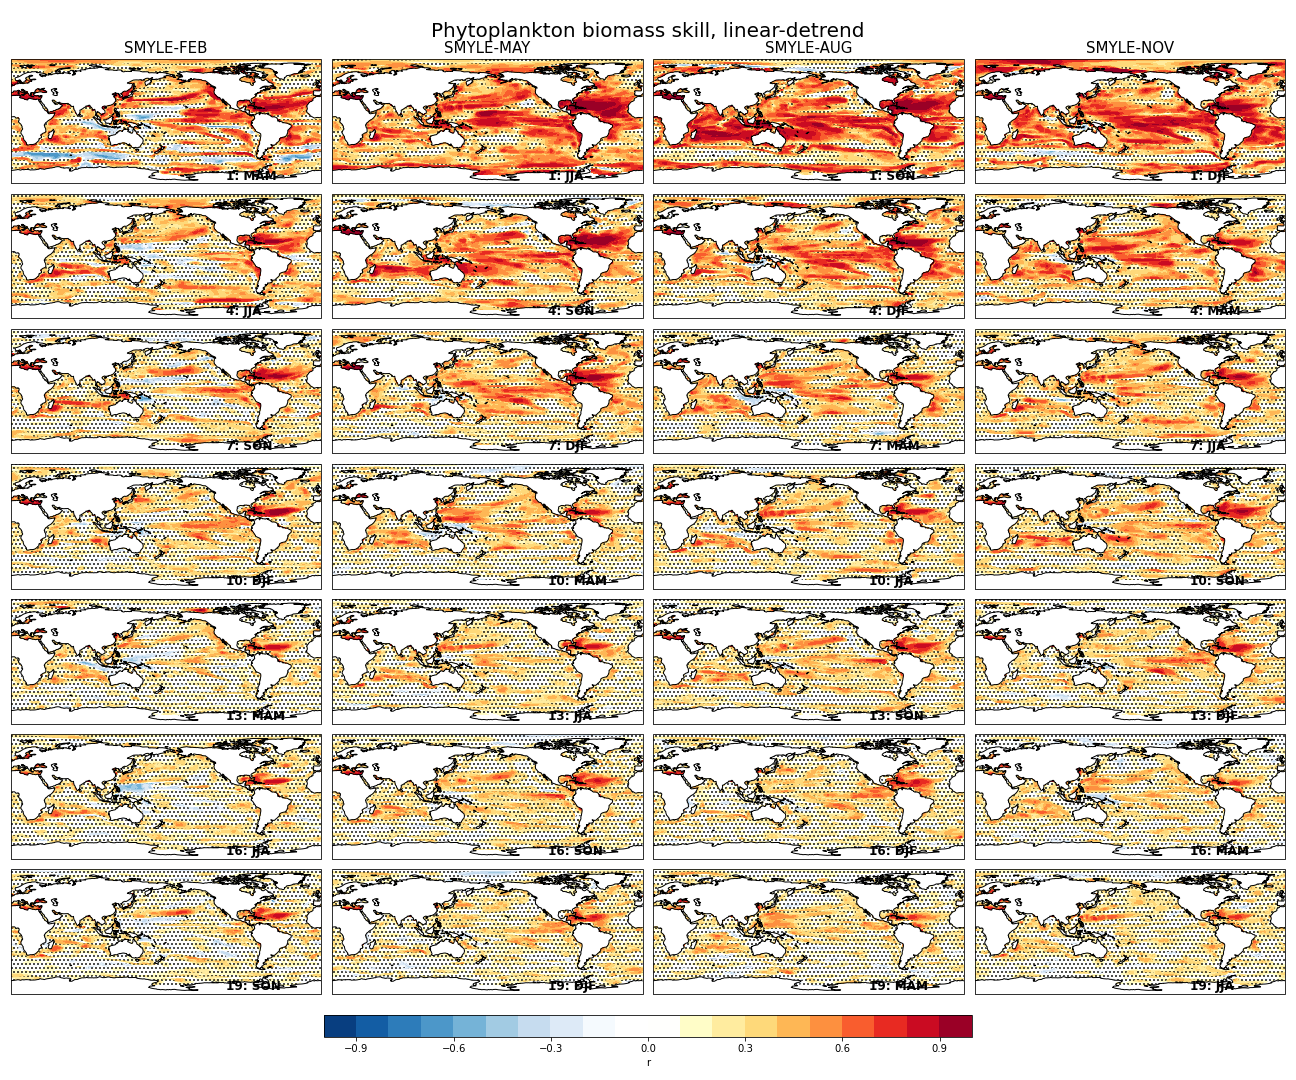 Phytoplankton biomass skill, linear-detrend
SMYLE-FEB SMYLE-MAY SMYLE-AUG SMYLE-NOV
1: MAM 1: JJA 1: SON 1: DJF
4: JJA 4: SON 4: DJF 4: MAM
7: SON 7: DJF 7: MAM 7: JJA
10: DJF 10: MAM 10: JJA 10: SON
13: MAM 13: JJA 13: SON 13: DJF
16: JJA 16: SON 16: DJF 16: MAM
19: SON 19: DJF 19: MAM 19: JJA
−0.9 −0.6 −0.3 0.0 0.3 0.6 0.9
r